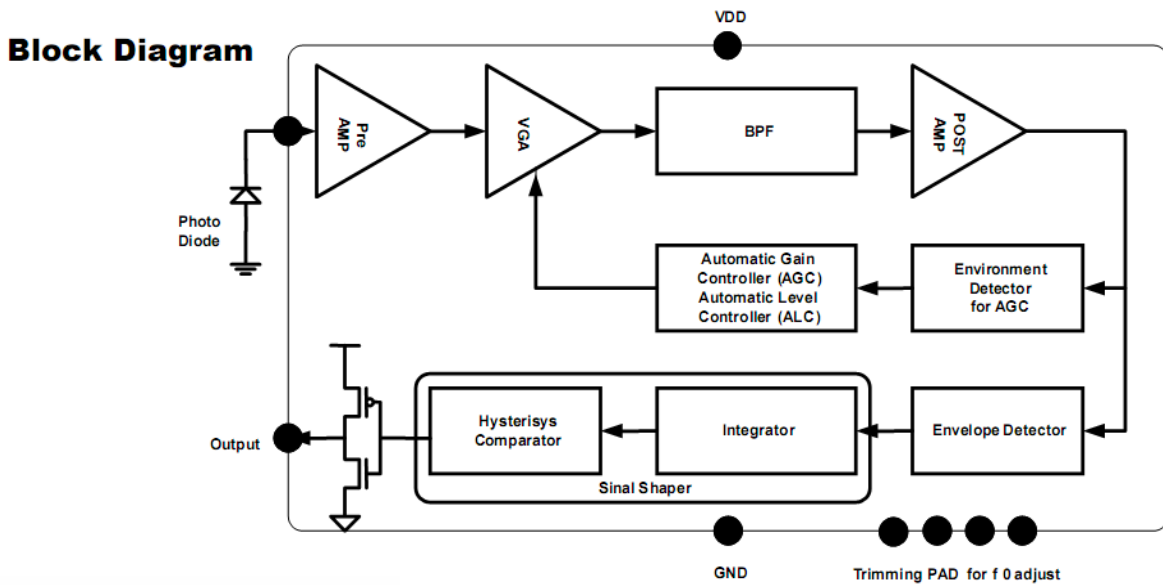 Block Diagram
VDD
Pre
AMP
VGA
BPF
POST
AMP
Photo
Diode
Automatic Gain
Controller (AGC)
Automatic Level
Controller (ALC)
Environment
Detector
for AGC
Output
Hysterisys
Comparator
Integrator
Envelope Detector
Sinal Shaper
GND
Trimming PAD for f 0 adjust